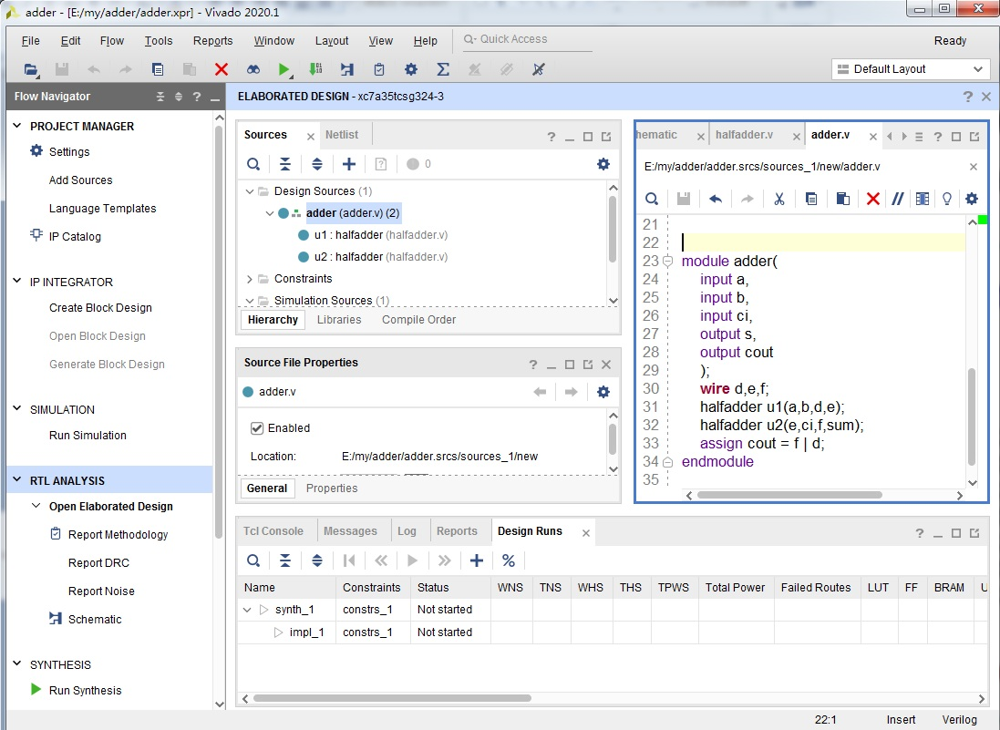 adder - [E:/my/adder/adder.xpr] - Vivado 2020.1
File Edit Flow Tools Reports Window Layout View Help Quick Access Ready
Default Layout
Flow Navigator
PROJECT MANAGER
Settings
Add Sources
Language Templates
IP Catalog
IP INTEGRATOR
Create Block Design
Open Block Design
Generate Block Design
SIMULATION
Run Simulation
RTL ANALYSIS
Open Elaborated Design
Report Methodology
Report DRC
Report Noise
Schematic
SYNTHESIS
Run Synthesis
ELABORATED DESIGN - xc7a35tcsg324-3
Sources Netlist
0
Design Sources (1)
adder (adder.v) (2)
u1 : halfadder (halfadder.v)
u2 : halfadder (halfadder.v)
Constraints
Simulation Sources (1)
Hierarchy Libraries Compile Order
Source File Properties
adder.v
Enabled
Location: E:/my/adder/adder.srcs/sources_1/new
General Properties
hematic halfadder.v adder.v
E:/my/adder/adder.srcs/sources_1/new/adder.v
21
22
23 module adder(
24 input a,
25 input b,
26 input ci,
27 output s,
28 output cout
29 );
30 wire d,e,f;
31 halfadder u1(a,b,d,e);
32 halfadder u2(e,ci,f,sum);
33 assign cout = f | d;
34 endmodule
35
Tcl Console Messages Log Reports Design Runs
Name Constraints Status WNS TNS WHS THS TPWS Total Power Failed Routes LUT FF BRAM U
synth_1 constrs_1 Not started
impl_1 constrs_1 Not started
22:1 Insert Verilog